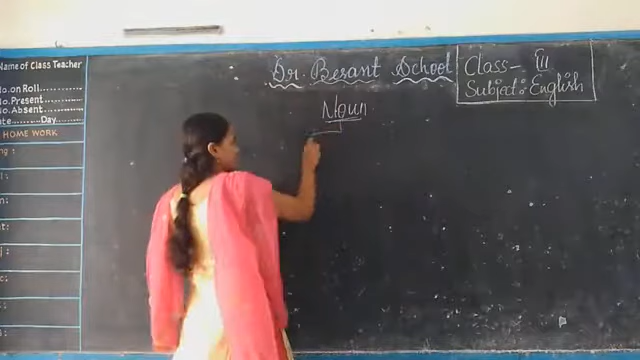 Name of Class Teacher
No.on Roll
No.Present
No.Absent
Date........Day
HOME WORK
Dr. Besant School
Class - III
Subject : English
Noun